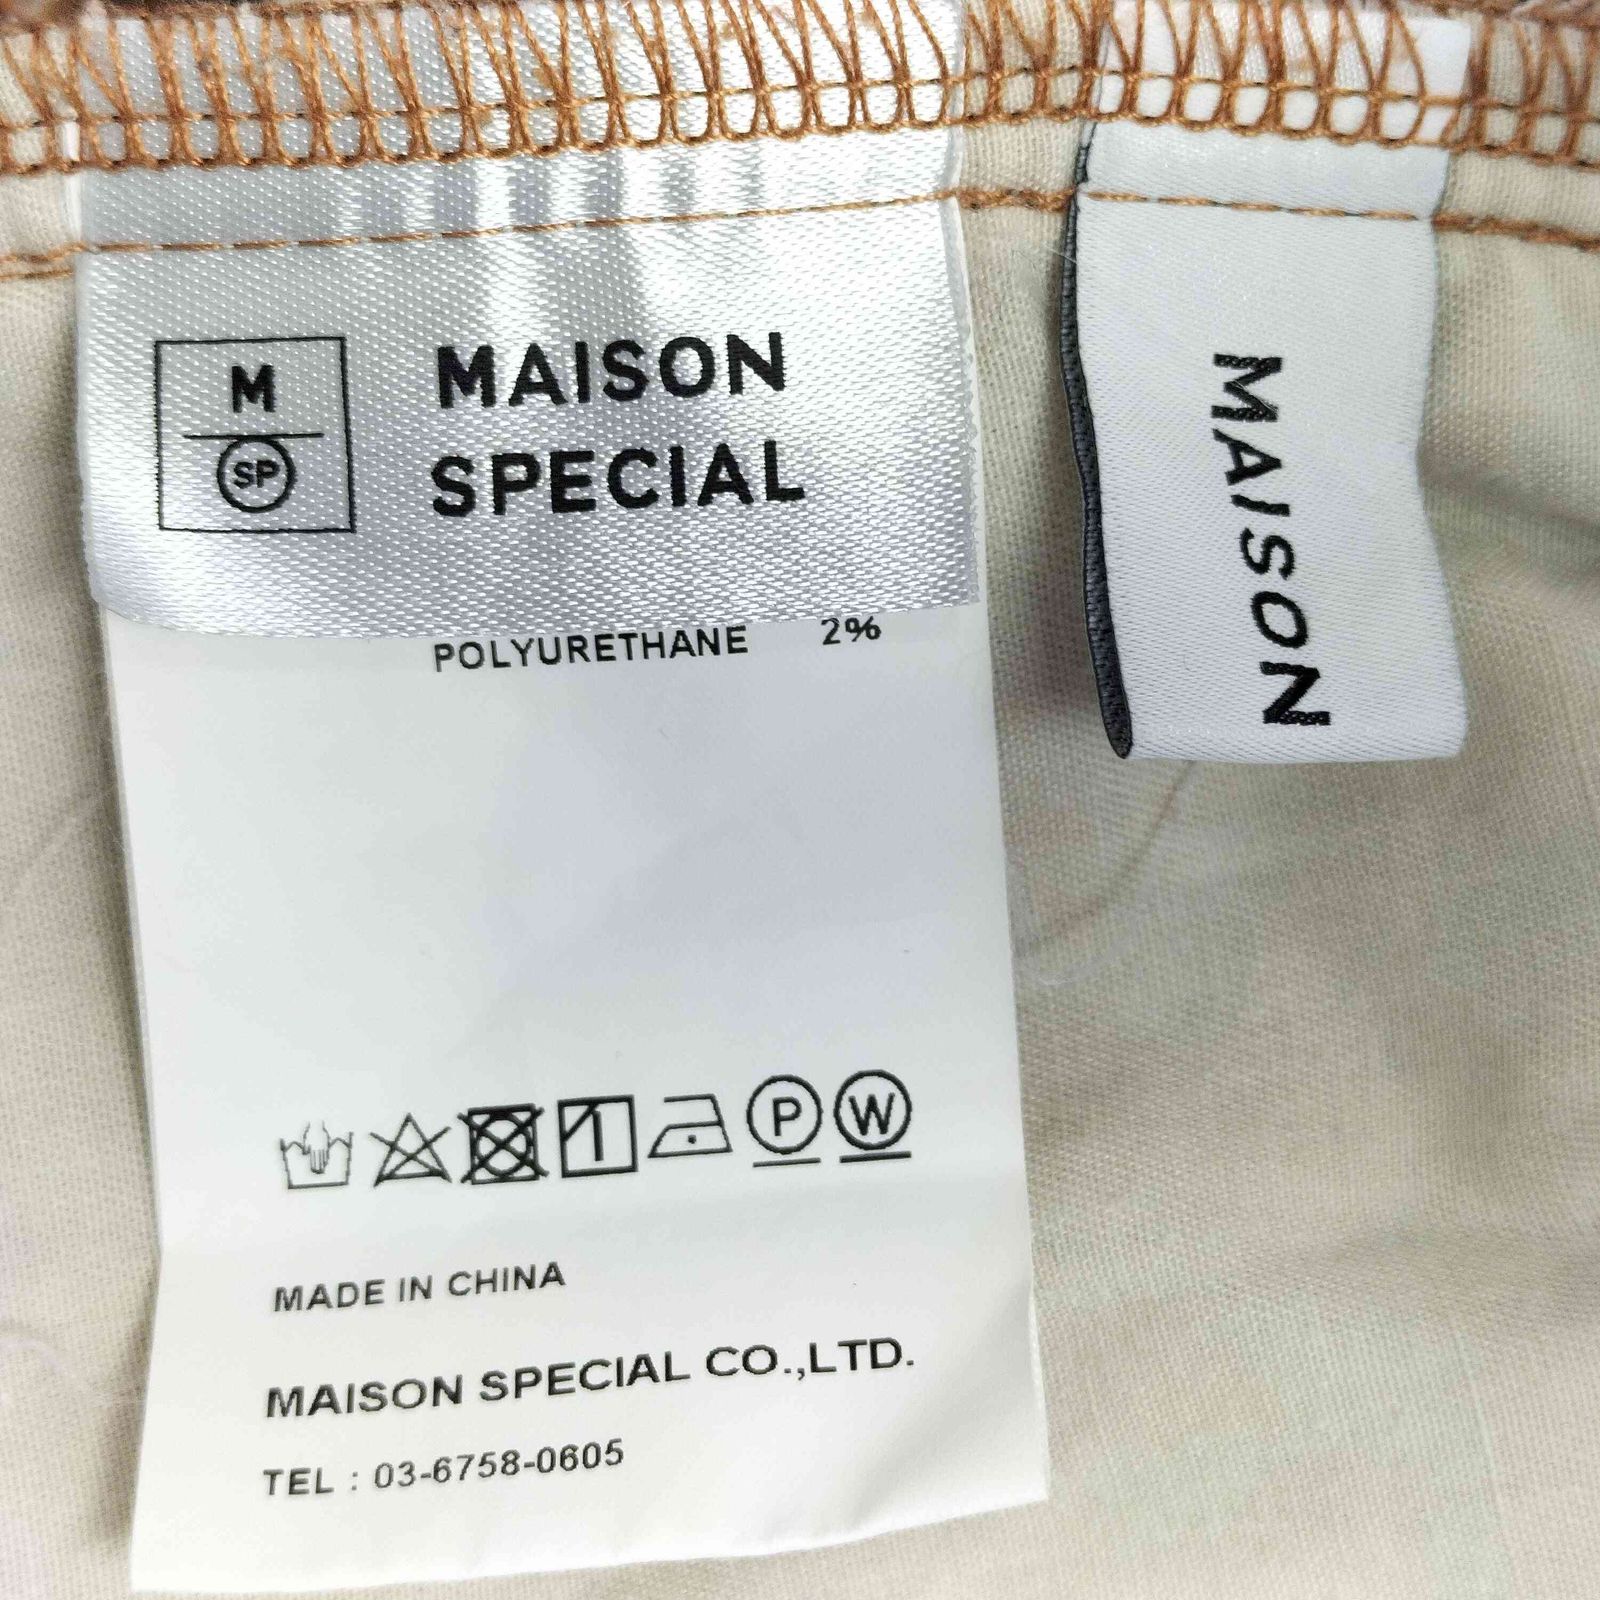 M
SP
MAISON
SPECIAL
POLYURETHANE 2%
P W
MADE IN CHINA
MAISON SPECIAL CO.,LTD.
TEL : 03-6758-0605
MAISON